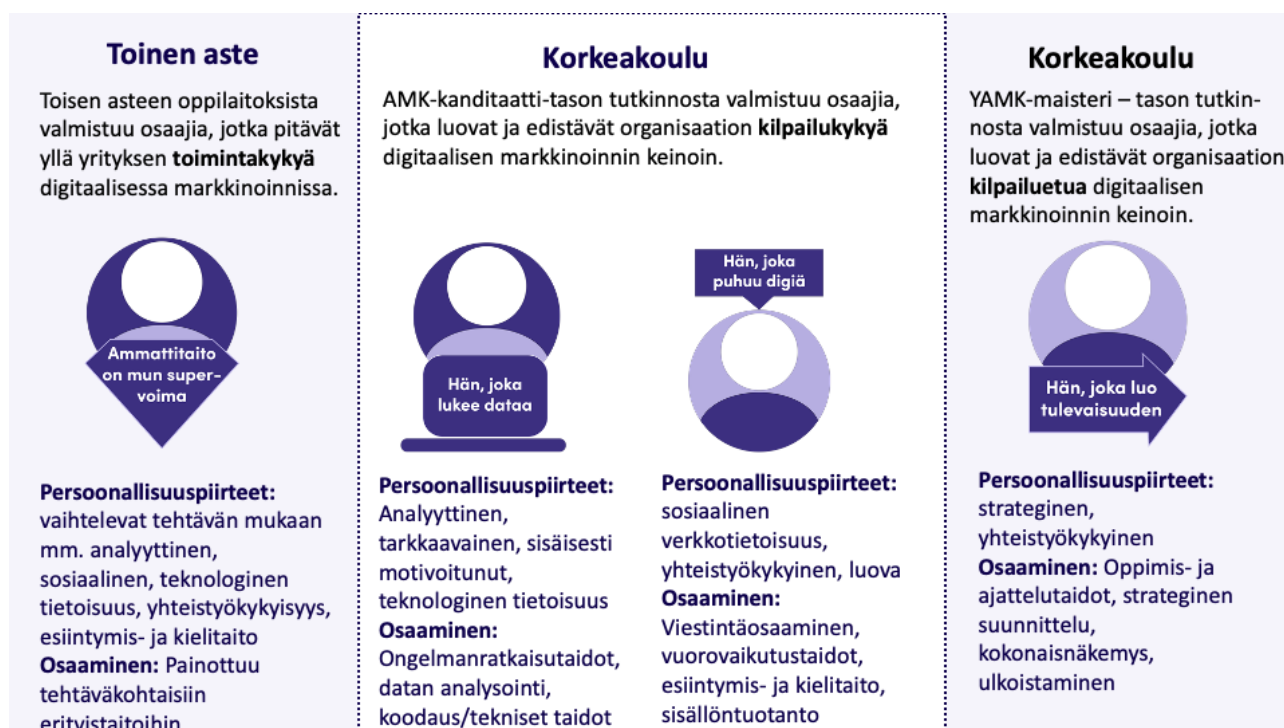 Toinen aste
Toisen asteen oppilaitoksista
valmistuu osaajia, jotka pitävät
yllä yrityksen toimintakykyä
digitaalisessa markkinoinnissa.
Ammattitaito
on mun super-
voima
Persoonallisuuspiirteet:
vaihtelevat tehtävän mukaan
mm. analyyttinen,
sosiaalinen, teknologinen
tietoisuus, yhteistyökykyisyys,
esiintymis- ja kielitaito
Osaaminen: Painottuu
tehtäväkohtaisiin
erityistaitoihin
Korkeakoulu
AMK-kanditaatti-tason tutkinnosta valmistuu osaajia,
jotka luovat ja edistävät organisaation kilpailukykyä
digitaalisen markkinoinnin keinoin.
Hän, joka
lukee dataa
Persoonallisuuspiirteet:
Analyyttinen,
tarkkaavainen, sisäisesti
motivoitunut,
teknologinen tietoisuus
Osaaminen:
Ongelmanratkaisutaidot,
datan analysointi,
koodaus/tekniset taidot
Hän, joka
puhuu digiä
Persoonallisuuspiirteet:
sosiaalinen
verkkotietoisuus,
yhteistyökykyinen, luova
Osaaminen:
Viestintäosaaminen,
vuorovaikutustaidot,
esiintymis- ja kielitaito,
sisällöntuotanto
Korkeakoulu
YAMK-maisteri – tason tutkin-
nosta valmistuu osaajia, jotka
luovat ja edistävät organisaation
kilpailuetua digitaalisen
markkinoinnin keinoin.
Hän, joka luo
tulevaisuuden
Persoonallisuuspiirteet:
strateginen,
yhteistyökykyinen
Osaaminen: Oppimis- ja
ajattelutaidot, strateginen
suunnittelu,
kokonaisnäkemys,
ulkoistaminen